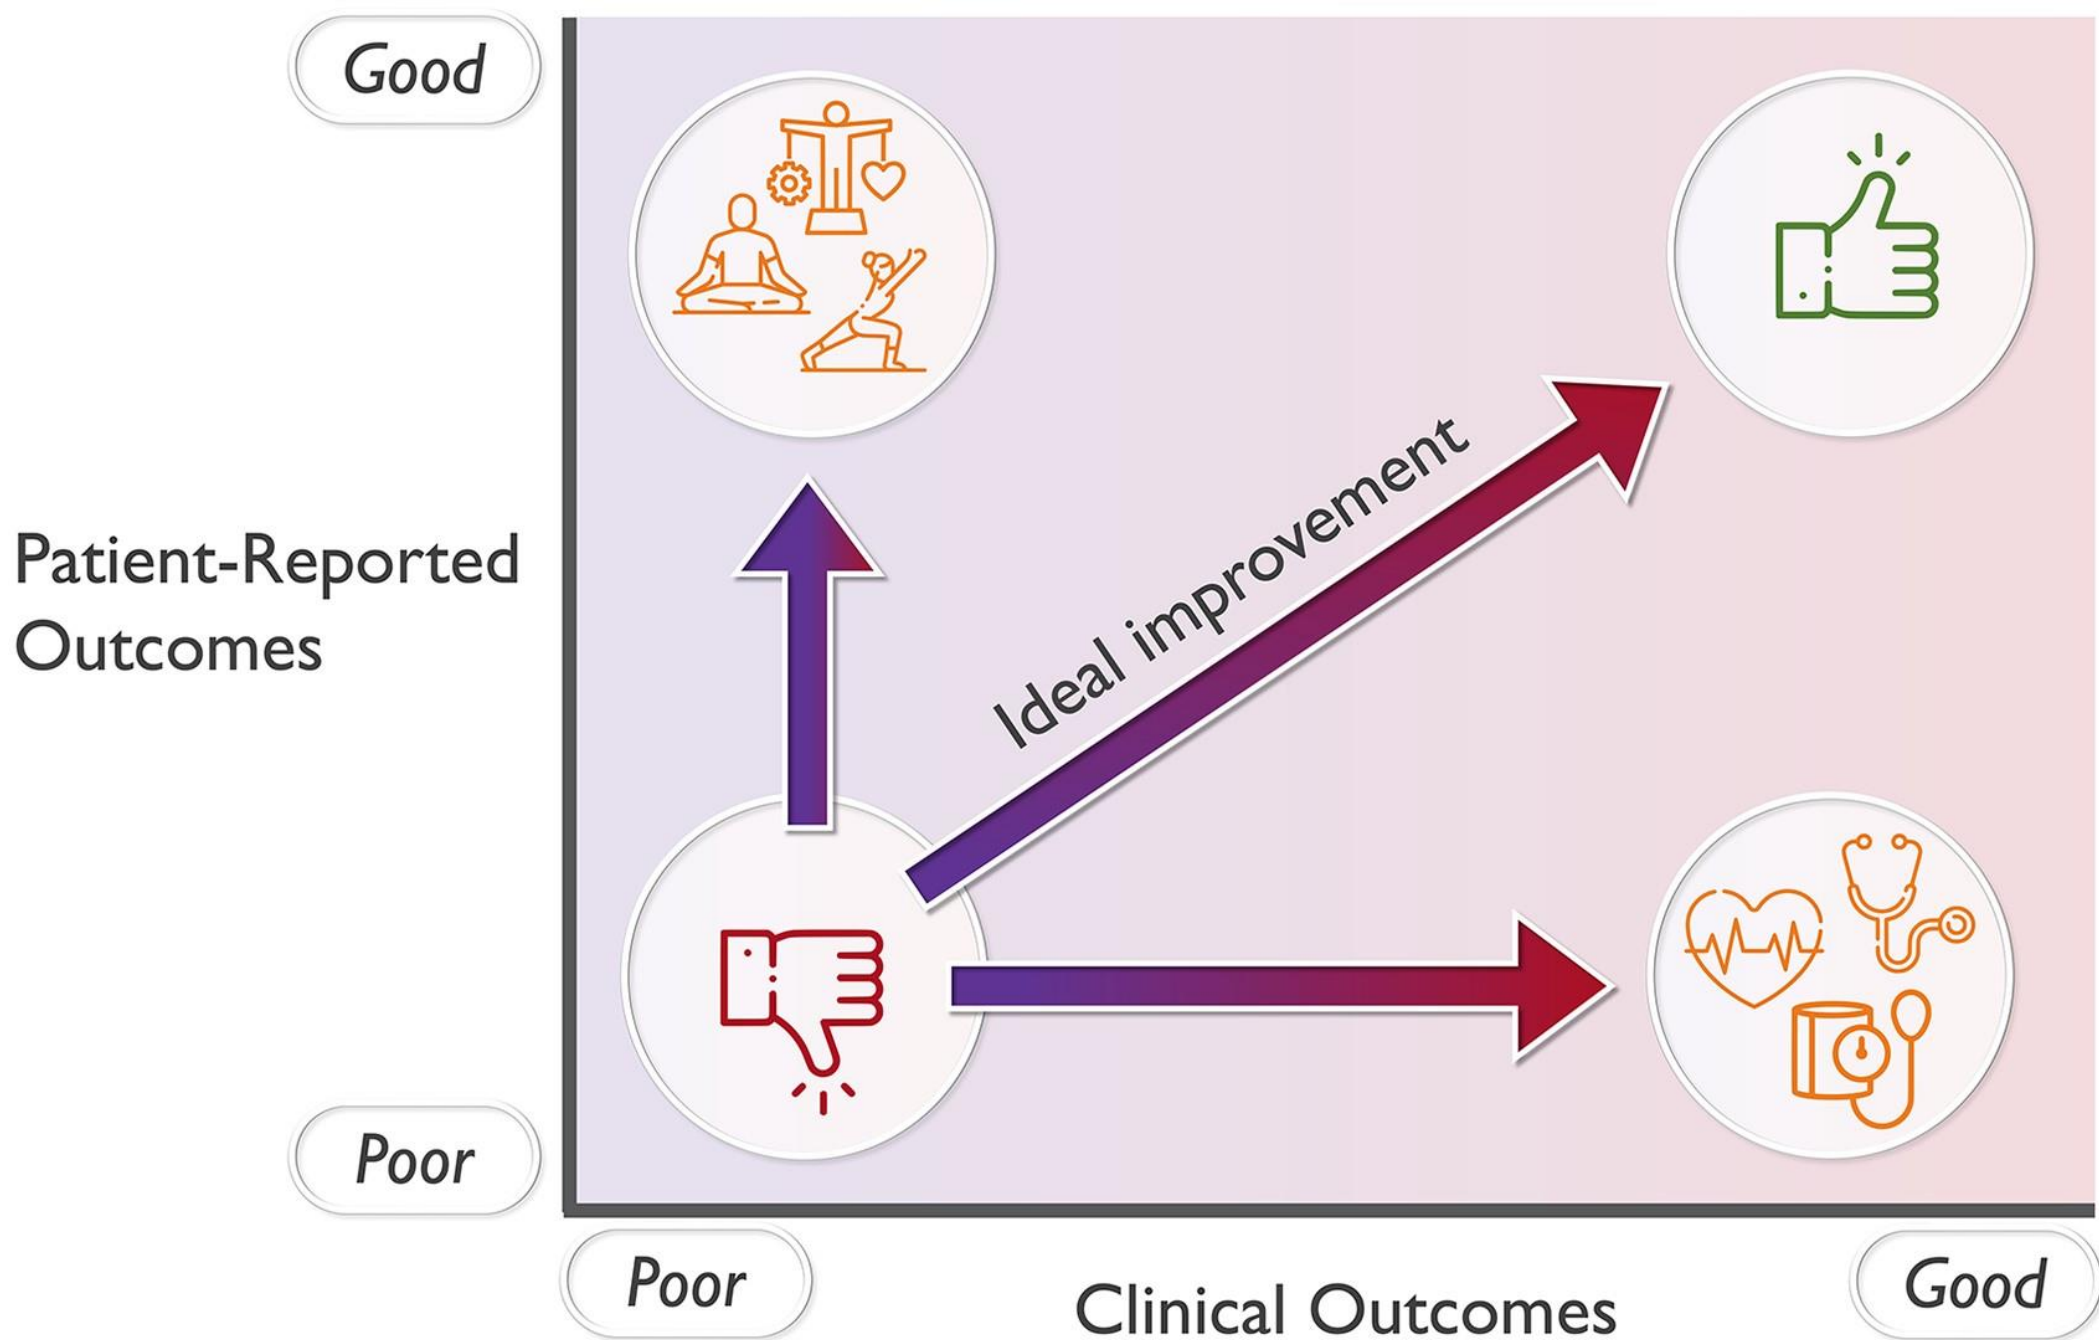 Good
Patient-Reported
Outcomes
Ideal improvement
Poor
Poor
Clinical Outcomes
Good